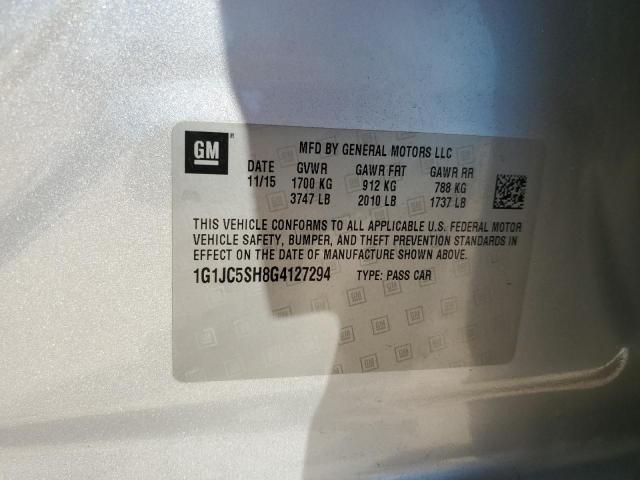 GM
MFD BY GENERAL MOTORS LLC
DATE GVWR GAWR FRT GAWR RR
11/15 1700 KG 912 KG 788 KG
3747 LB 2010 LB 1737 LB
THIS VEHICLE CONFORMS TO ALL APPLICABLE U.S. FEDERAL MOTOR
VEHICLE SAFETY, BUMPER, AND THEFT PREVENTION STANDARDS IN
EFFECT ON THE DATE OF MANUFACTURE SHOWN ABOVE.
1G1JC5SH8G4127294 TYPE: PASS CAR